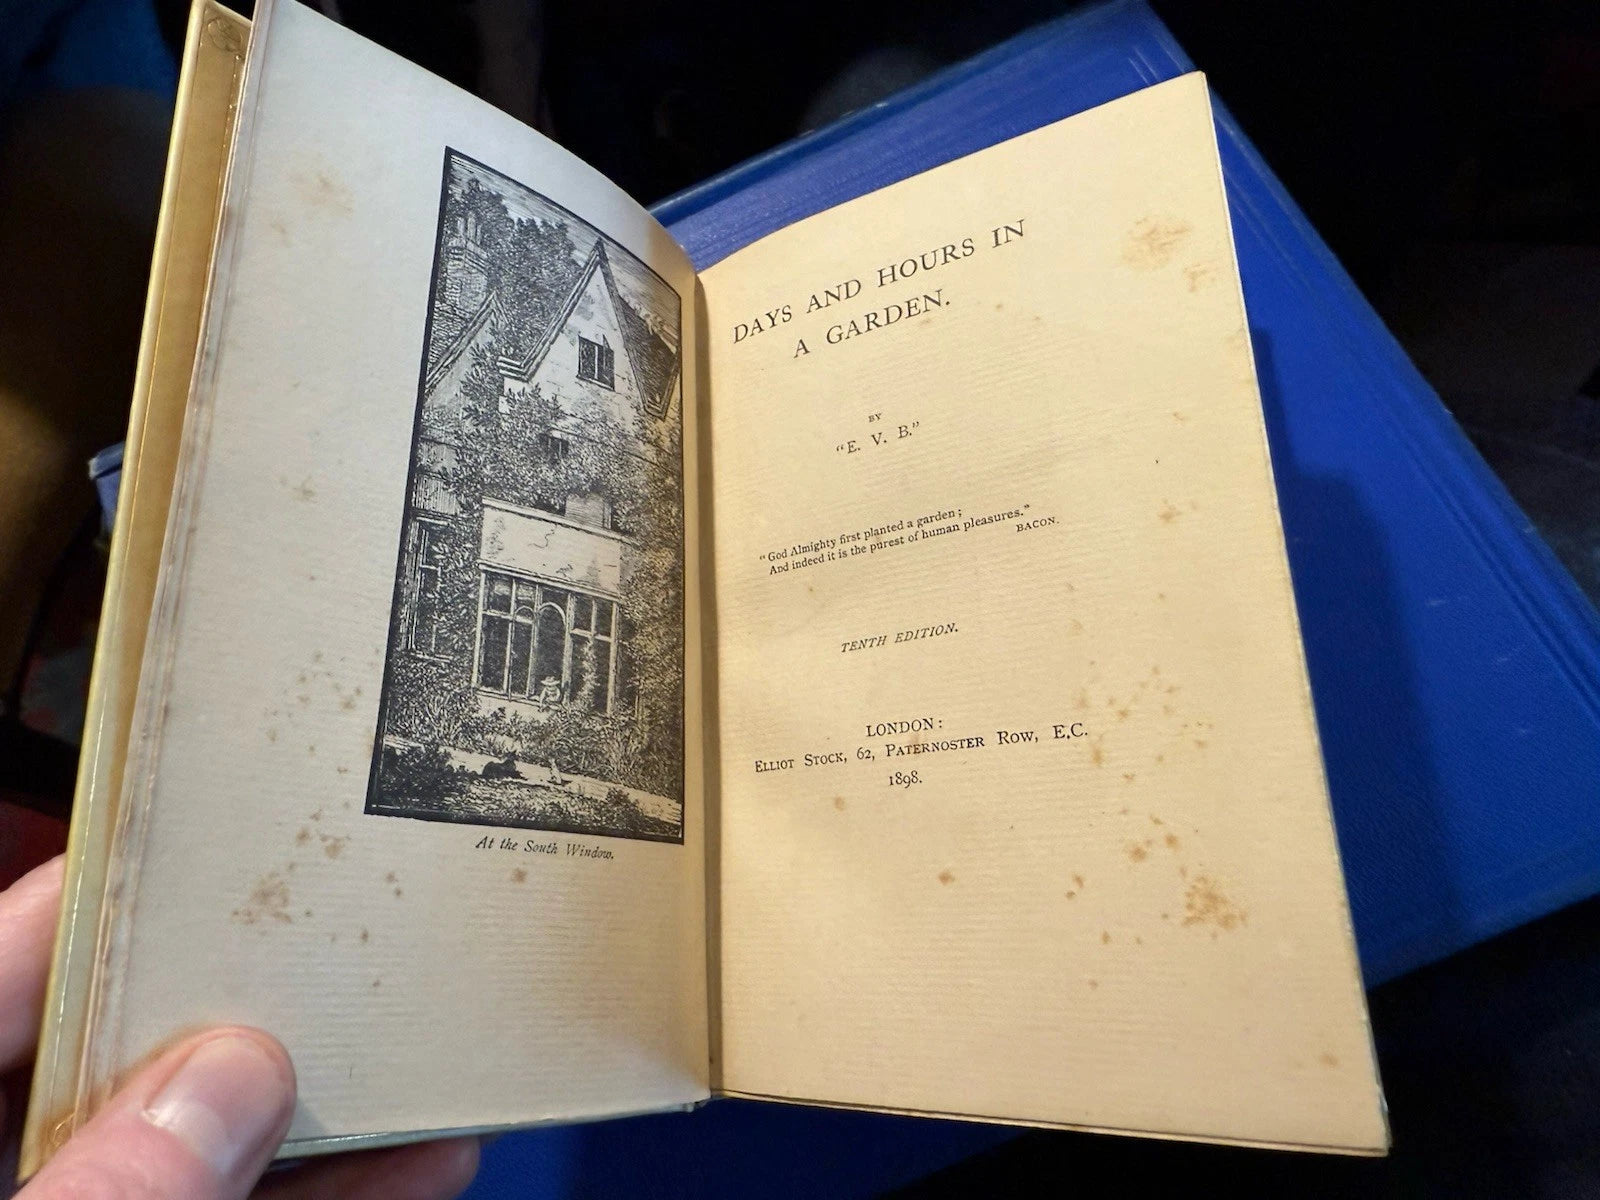 At the South Window.
DAYS AND HOURS IN
A GARDEN.
BY
"E. V. B."
"God Almighty first planted a garden;
And indeed it is the purest of human pleasures."
BACON.
TENTH EDITION.
LONDON:
ELLIOT STOCK, 62, PATERNOSTER ROW, E.C.
1898.